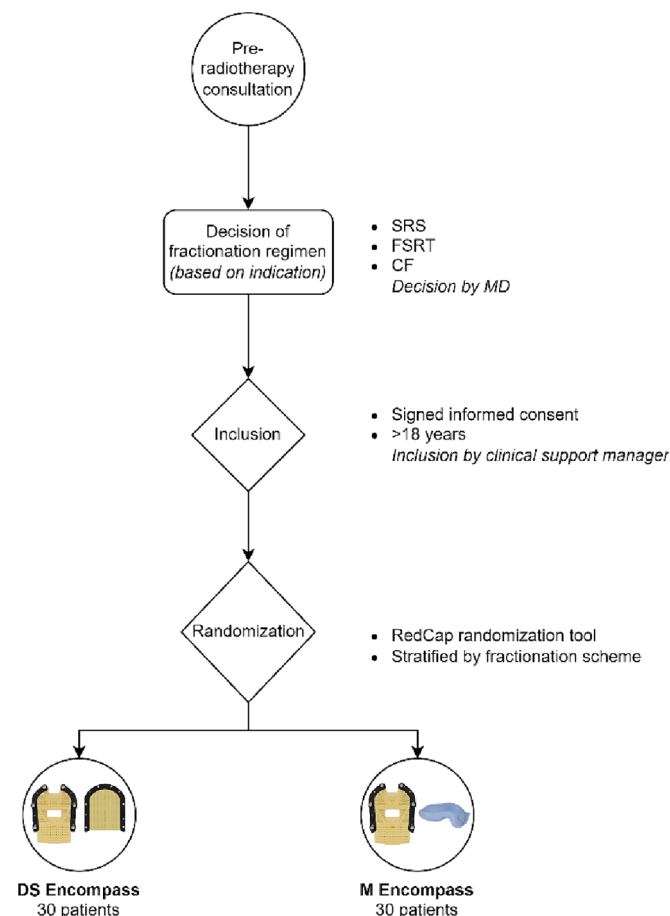 Pre-
radiotherapy
consultation
Decision of
fractionation regimen
(based on indication)
• SRS
• FSRT
• CF
Decision by MD
Inclusion
• Signed informed consent
• >18 years
Inclusion by clinical support manager
Randomization
• RedCap randomization tool
• Stratified by fractionation scheme
DS Encompass
30 patients
M Encompass
30 patients